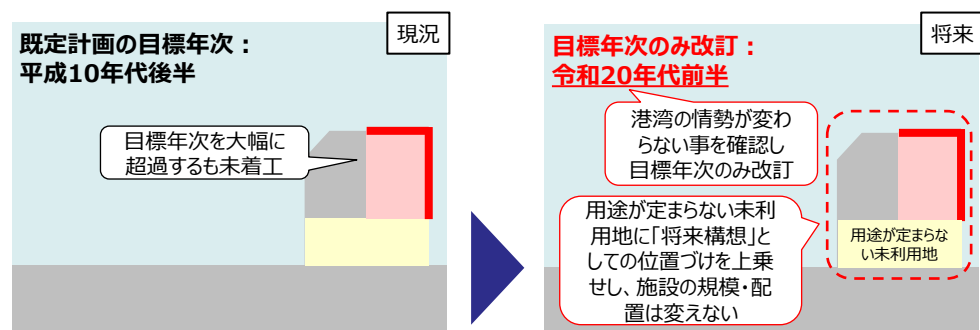 現況
既定計画の目標年次：
平成10年代後半
目標年次を大幅に
超過するも未着工
将来
目標年次のみ改訂：
令和20年代前半
港湾の情勢が変わ
らない事を確認し
目標年次のみ改訂
用途が定まらない未利
用地に「将来構想」と
しての位置づけを上乗
せし、施設の規模・配
置は変えない
用途が定まらな
い未利用地